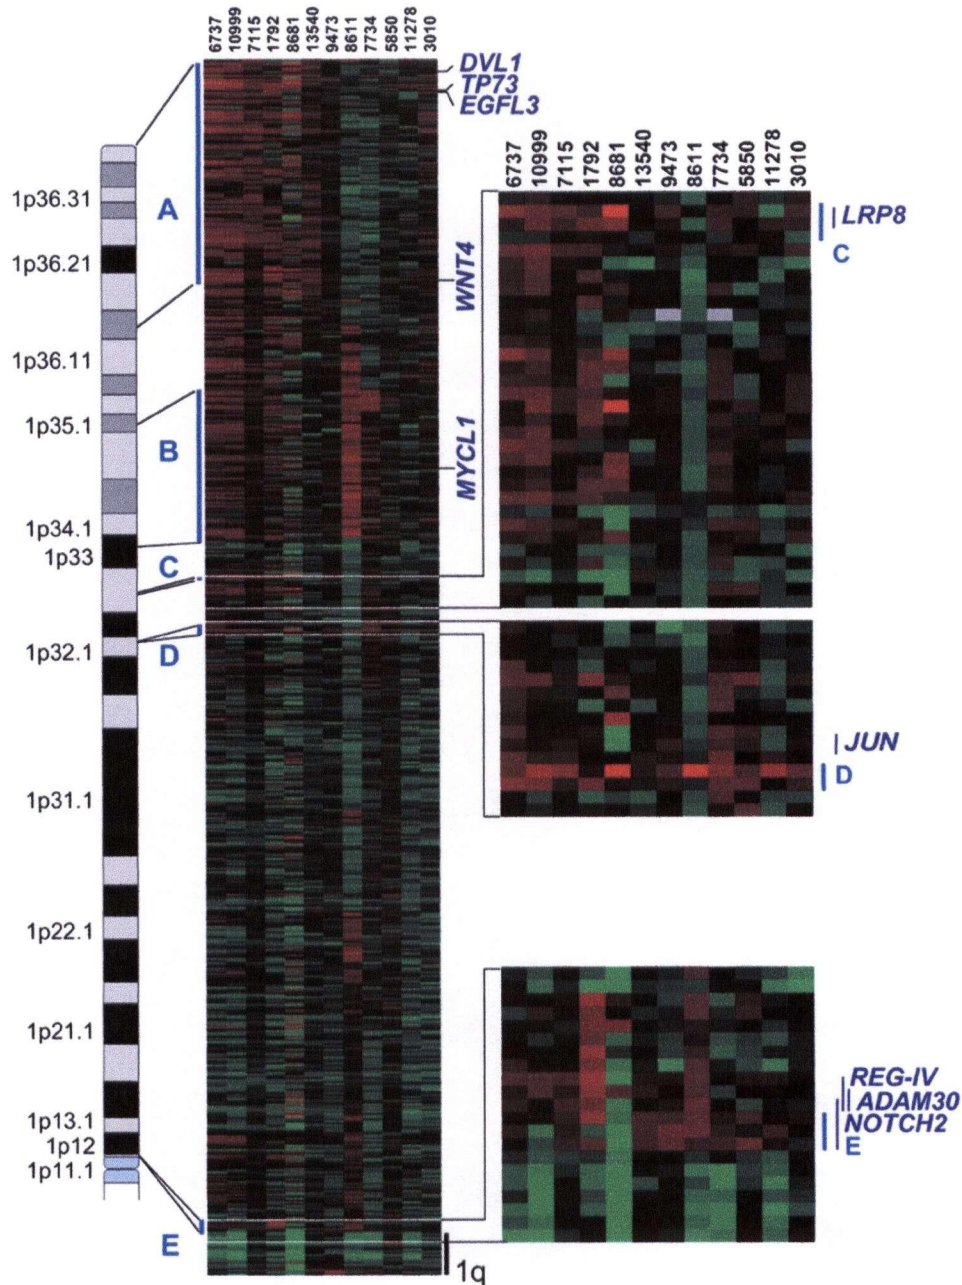 6737 10999 7115 1792 8681 13540 9473 8611 7734 5850 11278 3010
DVL1
TP73
EGFL3
6737 10999 7115 1792 8681 13540 9473 8611 7734 5850 11278 3010
1p36.31
A
LRP8
C
1p36.21
WNT4
1p36.11
1p35.1
B
MYCL1
1p34.1
1p33
C
1p32.1
D
JUN
D
1p31.1
1p22.1
1p21.1
REG-IV
ADAM30
NOTCH2
E
1p13.1
1p12
1p11.1
E
1q